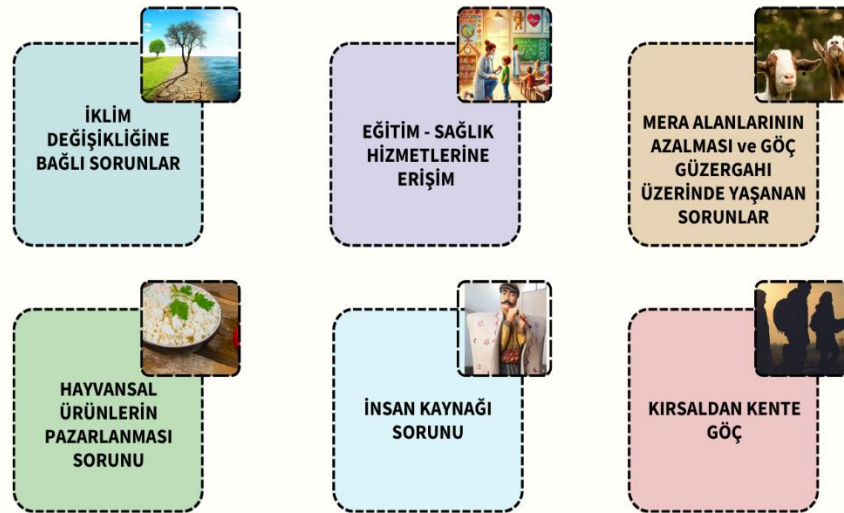 İKLİM
DEĞİŞİKLİĞİNE
BAĞLI SORUNLAR
EĞİTİM - SAĞLIK
HİZMETLERİNE
ERİŞİM
MERA ALANLARININ
AZALMASI ve GÖÇ
GÜZERGAHI
ÜZERİNDE YAŞANAN
SORUNLAR
HAYVANSAL
ÜRÜNLERİN
PAZARLANMASI
SORUNU
İNSAN KAYNAĞI
SORUNU
KIRSALDAN KENTE
GÖÇ